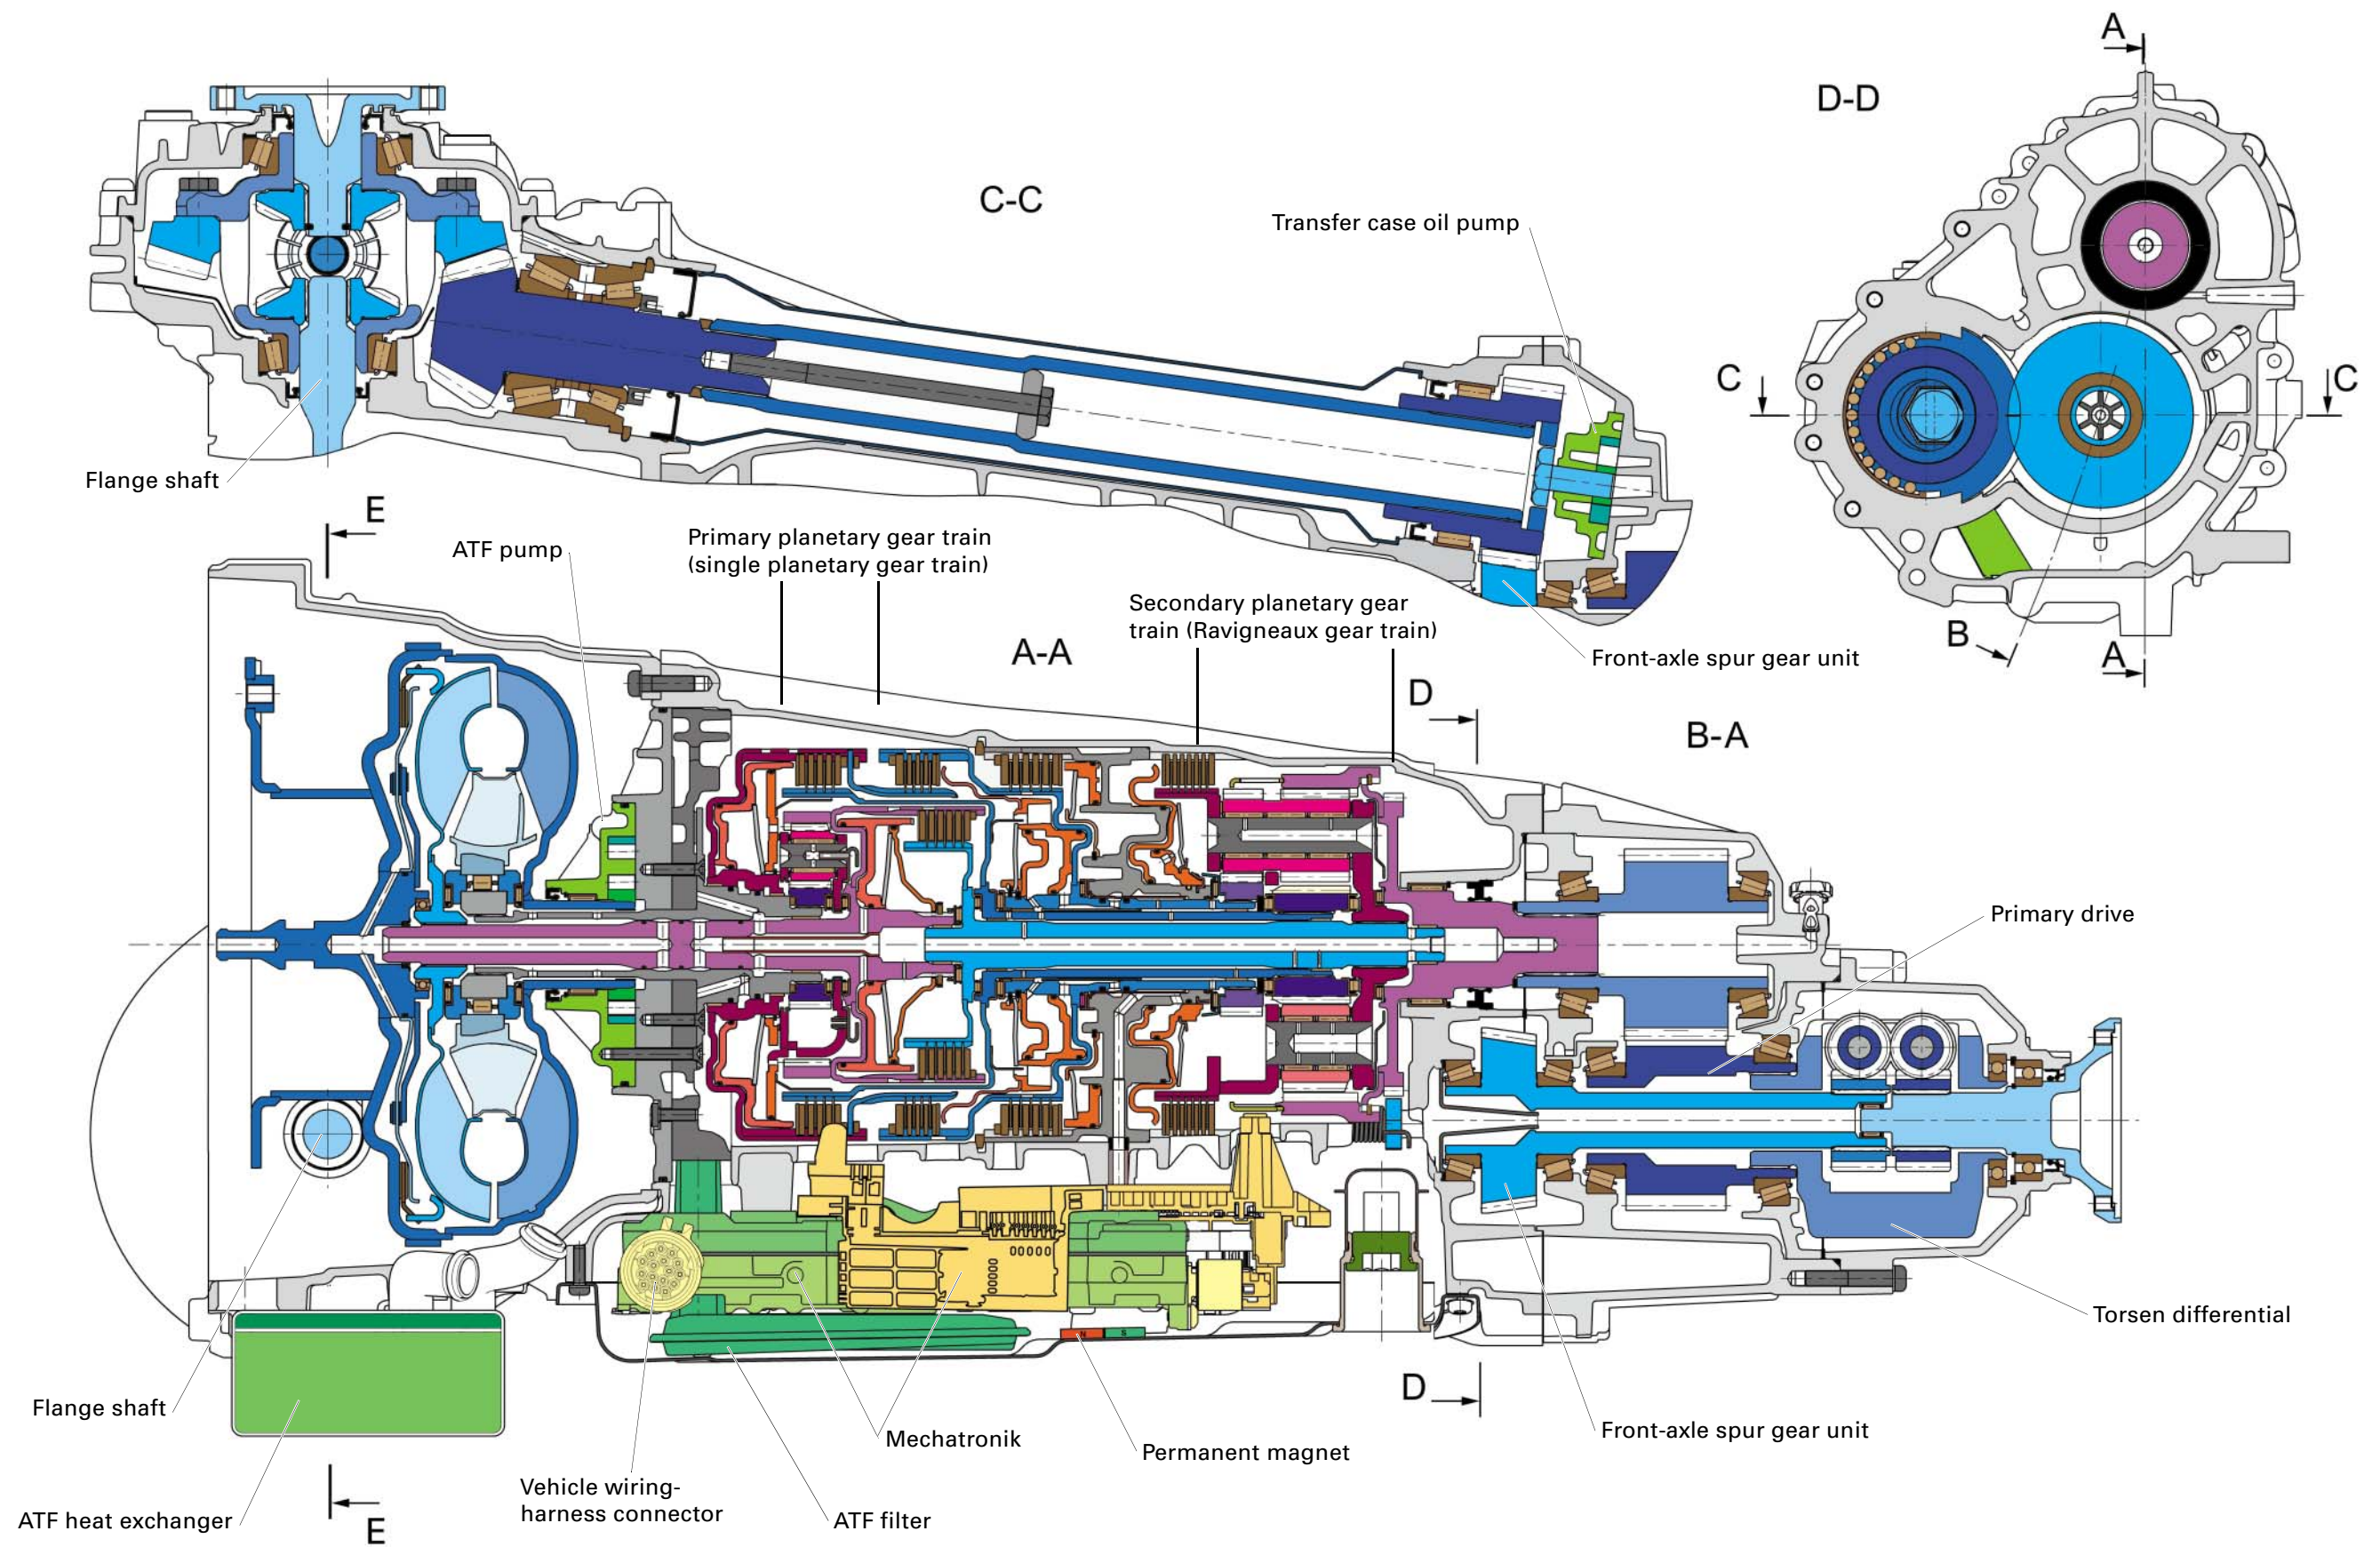 A
D-D
C-C
Transfer case oil pump
C
C
Flange shaft
E
ATF pump
Primary planetary gear train
(single planetary gear train)
Secondary planetary gear
train (Ravigneaux gear train)
A-A
Front-axle spur gear unit
B
A
D
B-A
Primary drive
N
S
Torsen differential
D
Flange shaft
Mechatronik
Permanent magnet
Front-axle spur gear unit
Vehicle wiring-
harness connector
ATF heat exchanger
ATF filter
E